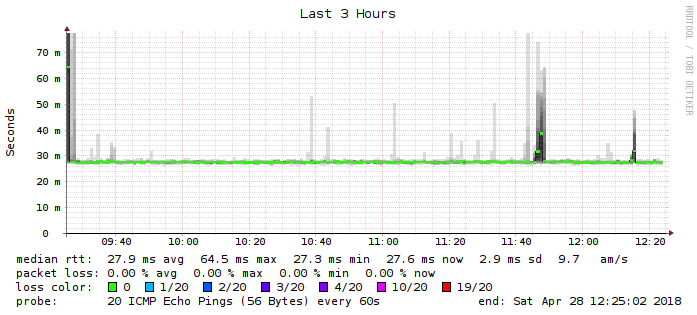 Last 3 Hours
RRDTOOL / TOBI OETIKER
Seconds
70 m
60 m
50 m
40 m
30 m
20 m
10 m
0
09:40 10:00 10:20 10:40 11:00 11:20 11:40 12:00 12:20
median rtt: 27.9 ms avg 64.5 ms max 27.3 ms min 27.6 ms now 2.9 ms sd 9.7 am/s
packet loss: 0.00 % avg 0.00 % max 0.00 % min 0.00 % now
loss color: 0 1/20 2/20 3/20 4/20 10/20 19/20
probe: 20 ICMP Echo Pings (56 Bytes) every 60s end: Sat Apr 28 12:25:02 2018